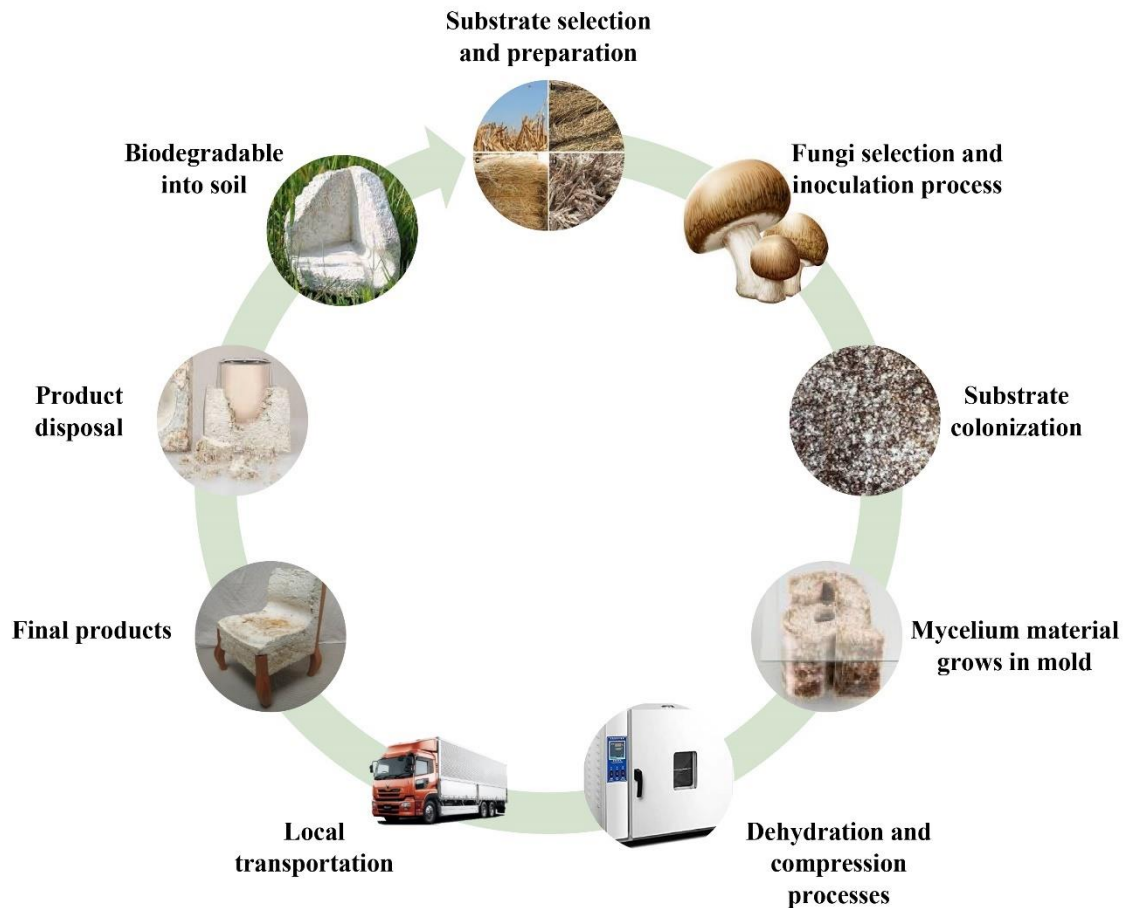 Substrate selection
and preparation
Fungi selection and
inoculation process
Substrate
colonization
Mycelium material
grows in mold
Dehydration and
compression
processes
Local
transportation
Final products
Product
disposal
Biodegradable
into soil